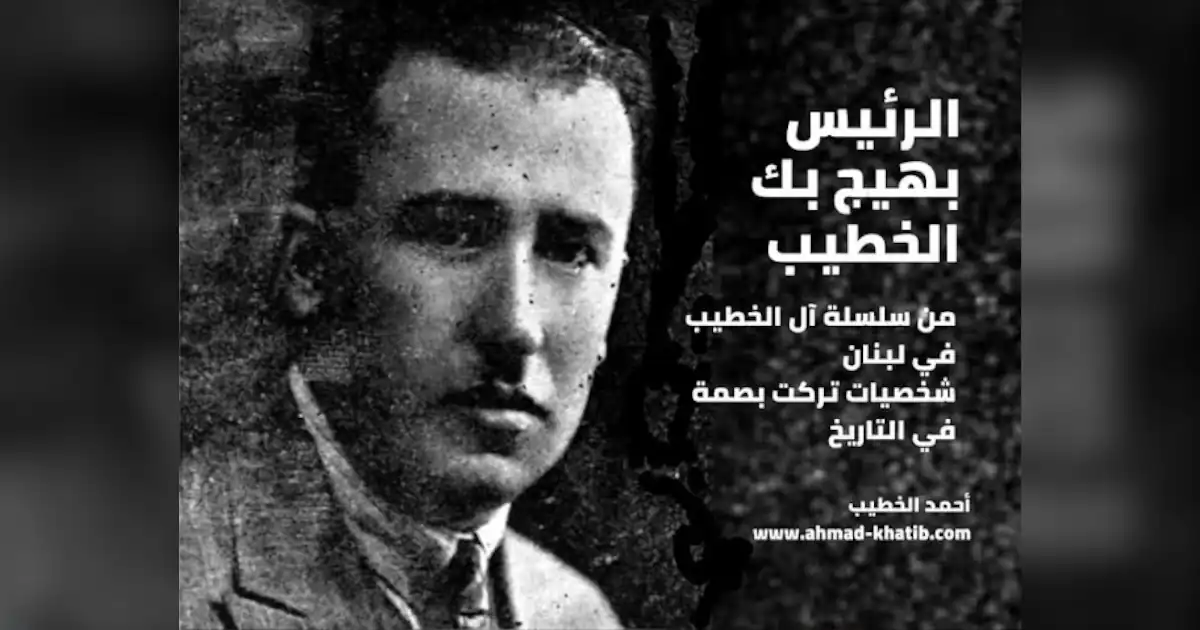 الرئيس
بهيج بك
الخطيب
من سلسلة آل الخطيب
في لبنان
شخصيات تركت بصمة
في التاريخ
أحمد الخطيب
www.ahmad-khatib.com